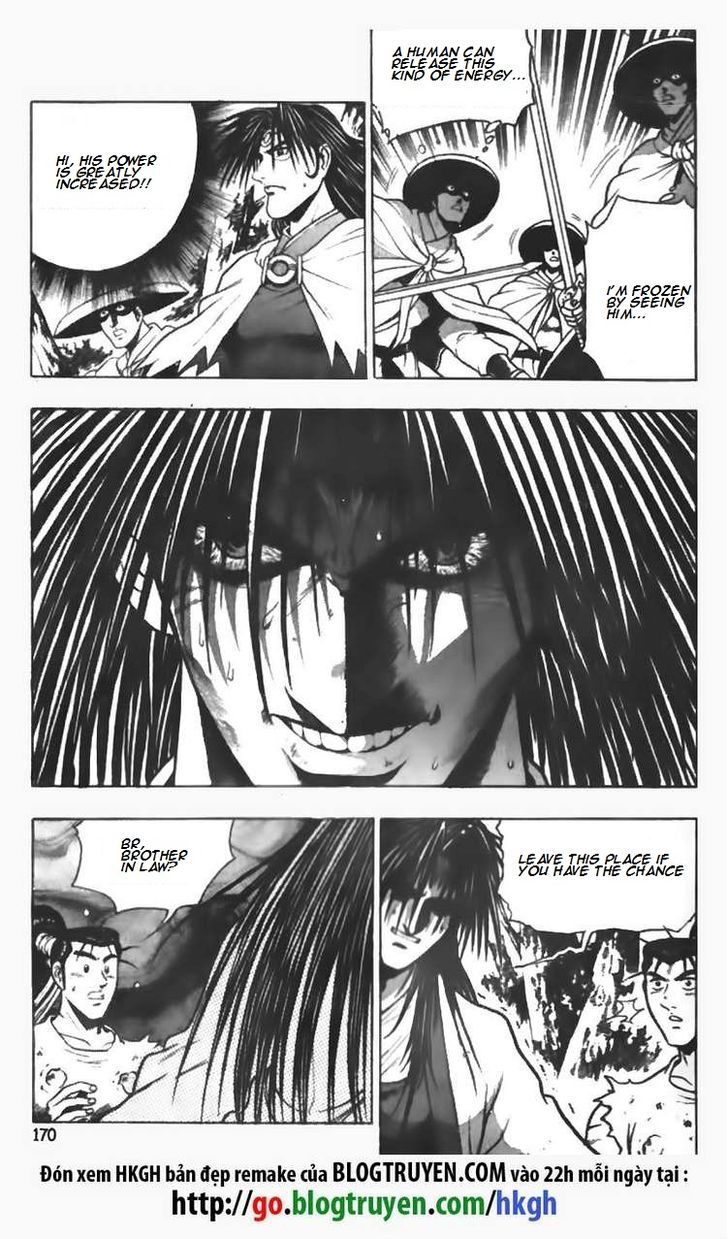 HI, HIS POWER
IS GREATLY
INCREASED!!
A HUMAN CAN
RELEASE THIS
KIND OF ENERGY...
I'M FROZEN
BY SEEING
HIM...
BR,
BROTHER
IN LAW?
LEAVE THIS PLACE IF
YOU HAVE THE CHANCE
170
Đón xem HKGH bản đẹp remake của BLOGTRUYEN.COM vào 22h mỗi ngày tại :
http://go.blogtruyen.com/hkgh